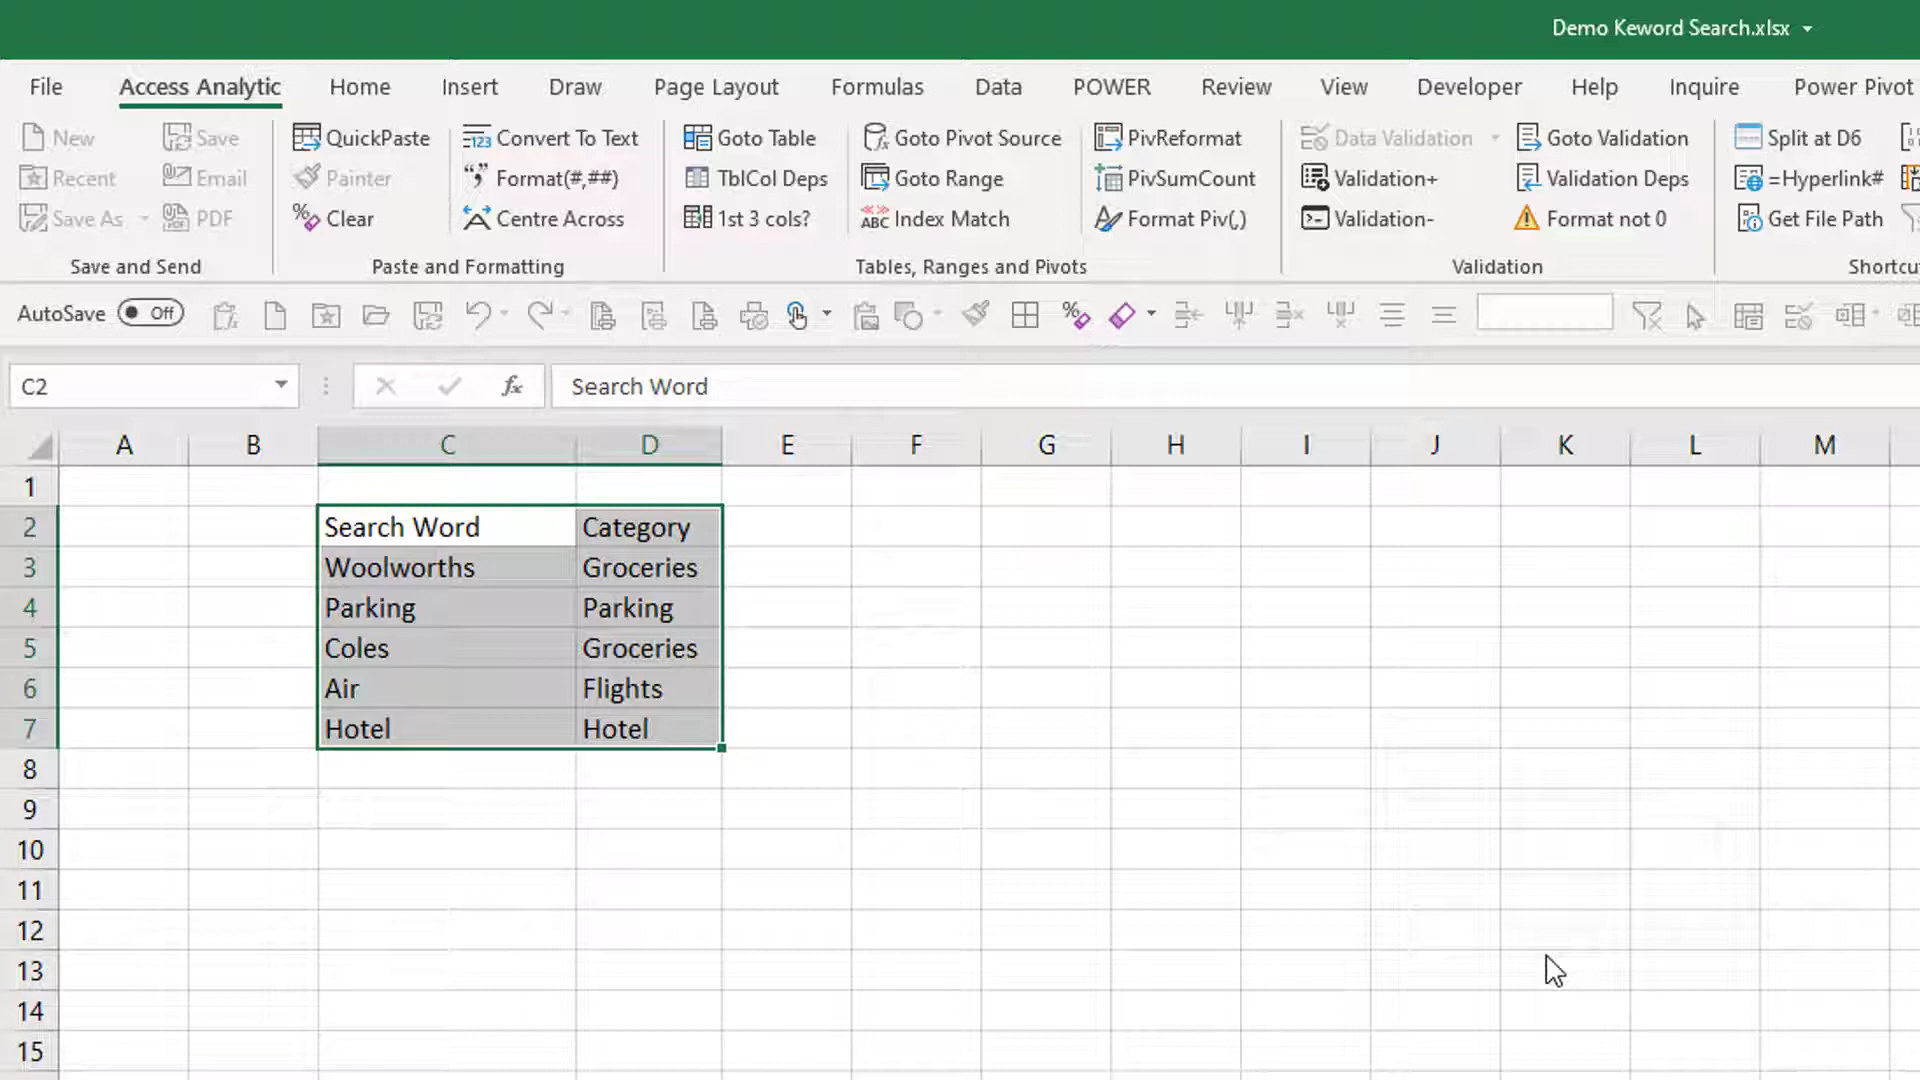 Demo Keword Search.xlsx
File Access Analytic Home Insert Draw Page Layout Formulas Data POWER Review View Developer Help Inquire Power Pivot
New Save QuickPaste Convert To Text Goto Table Goto Pivot Source PivReformat Data Validation Goto Validation Split at D6
Recent Email Painter Format(#,##) TblCol Deps Goto Range PivSumCount Validation+ Validation Deps =Hyperlink#
Save As PDF Clear Centre Across 1st 3 cols? Index Match Format Piv(,) Validation- Format not 0 Get File Path
Save and Send Paste and Formatting Tables, Ranges and Pivots Validation Shortcu
AutoSave Off
C2 fx Search Word
A B C D E F G H I J K L M
1
2 Search Word Category
3 Woolworths Groceries
4 Parking Parking
5 Coles Groceries
6 Air Flights
7 Hotel Hotel
8
9
10
11
12
13
14
15